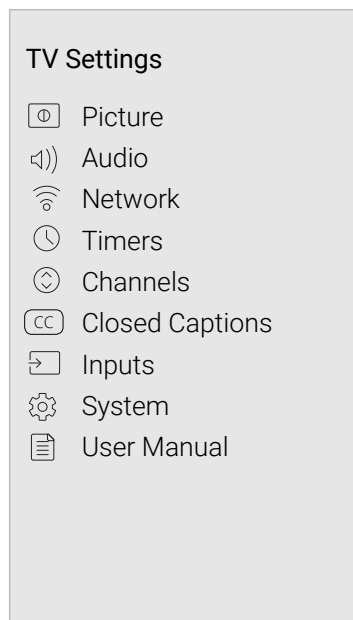 TV Settings
Picture
Audio
Network
Timers
Channels
CC Closed Captions
Inputs
System
User Manual